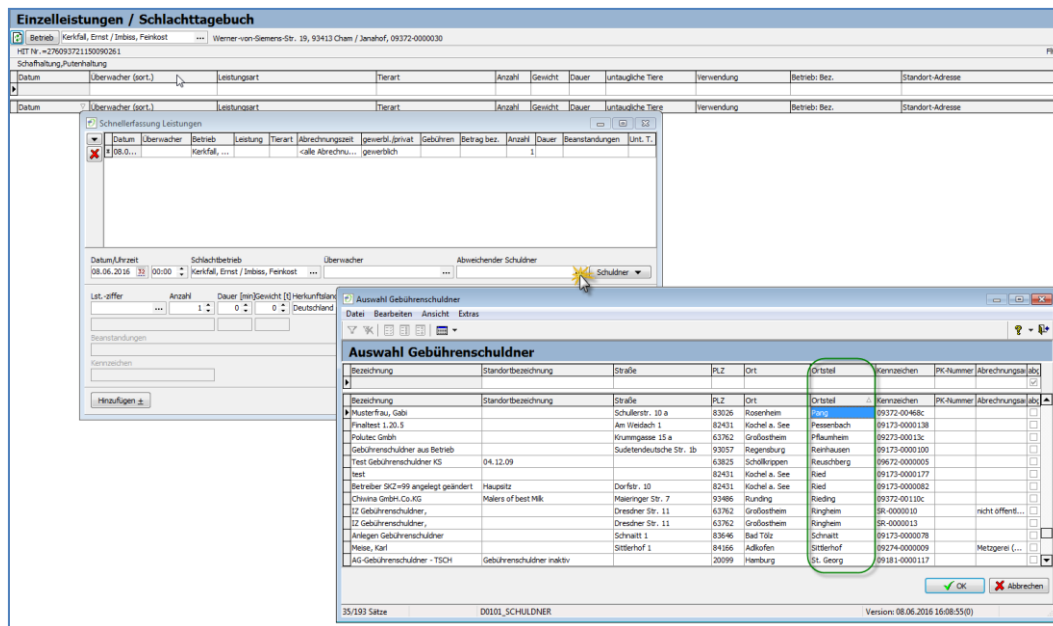 Einzelleistungen / Schlachttagebuch
Betrieb Kerkfall, Ernst / Imbiss, Feinkost ... Werner-von-Siemens-Str. 19, 93413 Cham / Janahof, 09372-0000030
HIT Nr.=276093721150090261
Schafhaltung,Putenhaltung
Datum Überwacher (sort.) Leistungsart Tierart Anzahl Gewicht Dauer untaugliche Tiere Verwendung Betrieb: Bez. Standort-Adresse
Datum Überwacher (sort.) Leistungsart Tierart Anzahl Gewicht Dauer untaugliche Tiere Verwendung Betrieb: Bez. Standort-Adresse
Schnellerfassung Leistungen
Datum Überwacher Betrieb Leistung Tierart Abrechnungszeit gewerbl./privat Gebühren Betrag bez. Anzahl Dauer Beanstandungen Unt. T.
08.0... Kerkfall, ... <alle Abrechnu... gewerblich 1
Datum/Uhrzeit Schlachtbetrieb Überwacher Abweichender Schuldner
08.06.2016 00:00 Kerkfall, Ernst / Imbiss, Feinkost ... ... Schuldner
Lst.-ziffer Anzahl Dauer [min] Gewicht [t] Herkunftsland
... 1 0 0 Deutschland
Beanstandungen
Kennzeichen
Hinzufügen ±
Auswahl Gebührenschuldner
Datei Bearbeiten Ansicht Extras
Auswahl Gebührenschuldner
Bezeichnung Standortbezeichnung Straße PLZ Ort Ortsteil Kennzeichen PK-Nummer Abrechnungsa abg
Bezeichnung Standortbezeichnung Straße PLZ Ort Ortsteil Kennzeichen PK-Nummer Abrechnungsa abg
Musterfrau, Gabi Schullerstr. 10 a 83026 Rosenheim Pang 09372-00468c
Finaltest 1.20.5 Am Weidach 1 82431 Kochel a. See Pessenbach 09173-0000138
Polutec Gmbh Krummgasse 15 a 63762 Großostheim Pflaumheim 09273-00013c
Gebührenschuldner aus Betrieb Sudetendeutsche Str. 1b 93057 Regensburg Reinhausen 09173-0000100
Test Gebührenschuldner KS 04.12.09 63825 Schöllkrippen Reuschberg 09672-0000005
test 82431 Kochel a. See Ried 09173-0000177
Betreiber SKZ=99 angelegt geändert Haupsitz Dorfstr. 10 82431 Kochel a. See Ried 09173-0000082
Chiwina GmbH.Co.KG Malers of best Milk Maieringer Str. 7 93486 Runding Rieding 09372-00110c
IZ Gebührenschuldner, Dresdner Str. 11 63762 Großostheim Ringheim SR-0000010 nicht öffentl...
IZ Gebührenschuldner, Dresdner Str. 11 63762 Großostheim Ringheim SR-0000013
Anlegen Gebührenschuldner Schnaitt 1 83646 Bad Tölz Schnaitt 09173-0000078
Meise, Karl Sittlerhof 1 84166 Adlkofen Sittlerhof 09274-0000009 Metzgerei (...
AG-Gebührenschuldner - TSCH Gebührenschuldner inaktiv 20099 Hamburg St. Georg 09181-0000117
OK Abbrechen
35/193 Sätze D0101_SCHULDNER Version: 08.06.2016 16:08:55(0)